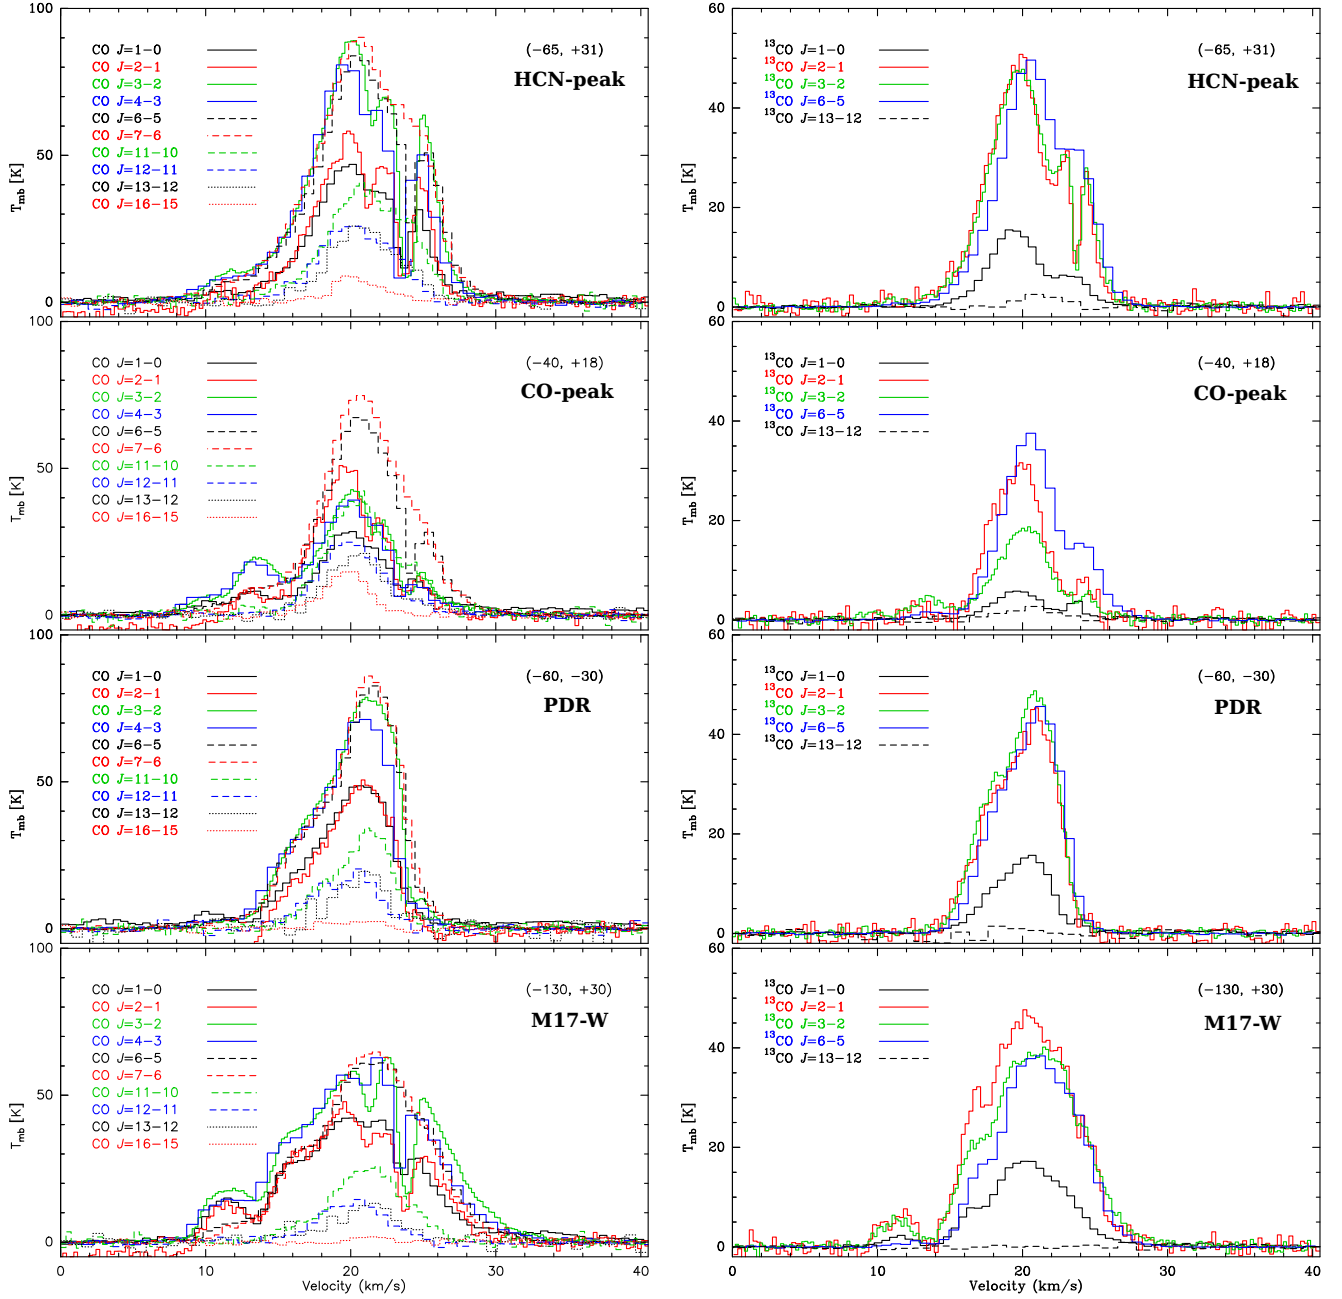 100
50
0
T_mb [K]
CO J=1-0
CO J=2-1
CO J=3-2
CO J=4-3
CO J=6-5
CO J=7-6
CO J=11-10
CO J=12-11
CO J=13-12
CO J=16-15
(-65, +31)
HCN-peak
60
40
20
0
T_mb [K]
¹³CO J=1-0
¹³CO J=2-1
¹³CO J=3-2
¹³CO J=6-5
¹³CO J=13-12
(-65, +31)
HCN-peak
100
50
0
T_mb [K]
CO J=1-0
CO J=2-1
CO J=3-2
CO J=4-3
CO J=6-5
CO J=7-6
CO J=11-10
CO J=12-11
CO J=13-12
CO J=16-15
(-40, +18)
CO-peak
60
40
20
0
T_mb [K]
¹³CO J=1-0
¹³CO J=2-1
¹³CO J=3-2
¹³CO J=6-5
¹³CO J=13-12
(-40, +18)
CO-peak
100
50
0
T_mb [K]
CO J=1-0
CO J=2-1
CO J=3-2
CO J=4-3
CO J=6-5
CO J=7-6
CO J=11-10
CO J=12-11
CO J=13-12
CO J=16-15
(-60, -30)
PDR
60
40
20
0
T_mb [K]
¹³CO J=1-0
¹³CO J=2-1
¹³CO J=3-2
¹³CO J=6-5
¹³CO J=13-12
(-60, -30)
PDR
100
50
0
T_mb [K]
CO J=1-0
CO J=2-1
CO J=3-2
CO J=4-3
CO J=6-5
CO J=7-6
CO J=11-10
CO J=12-11
CO J=13-12
CO J=16-15
(-130, +30)
M17-W
0 10 20 30 40
Velocity (km/s)
60
40
20
0
T_mb [K]
¹³CO J=1-0
¹³CO J=2-1
¹³CO J=3-2
¹³CO J=6-5
¹³CO J=13-12
(-130, +30)
M17-W
0 10 20 30 40
Velocity (km/s)